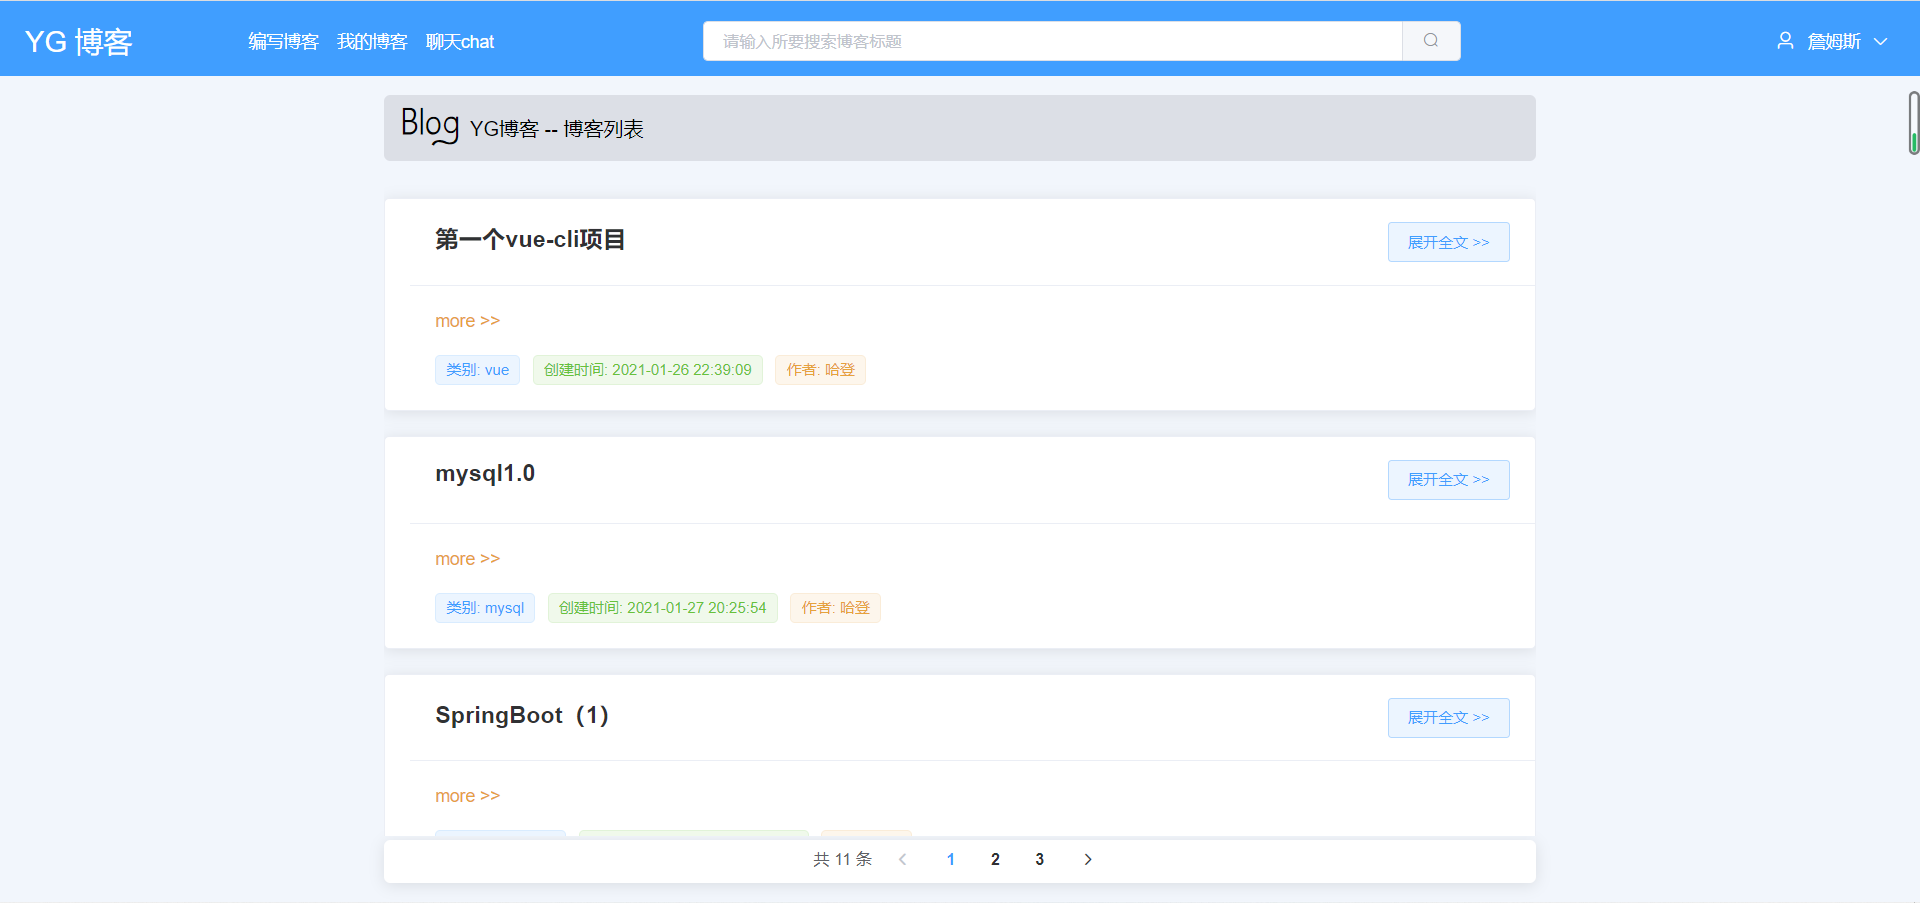 YG 博客 编写博客 我的博客 聊天chat 请输入所要搜索博客标题 詹姆斯
Blog YG博客 -- 博客列表
第一个vue-cli项目 展开全文 >>
more >>
类别: vue 创建时间: 2021-01-26 22:39:09 作者: 哈登
mysql1.0 展开全文 >>
more >>
类别: mysql 创建时间: 2021-01-27 20:25:54 作者: 哈登
SpringBoot（1） 展开全文 >>
more >>
共 11 条 1 2 3